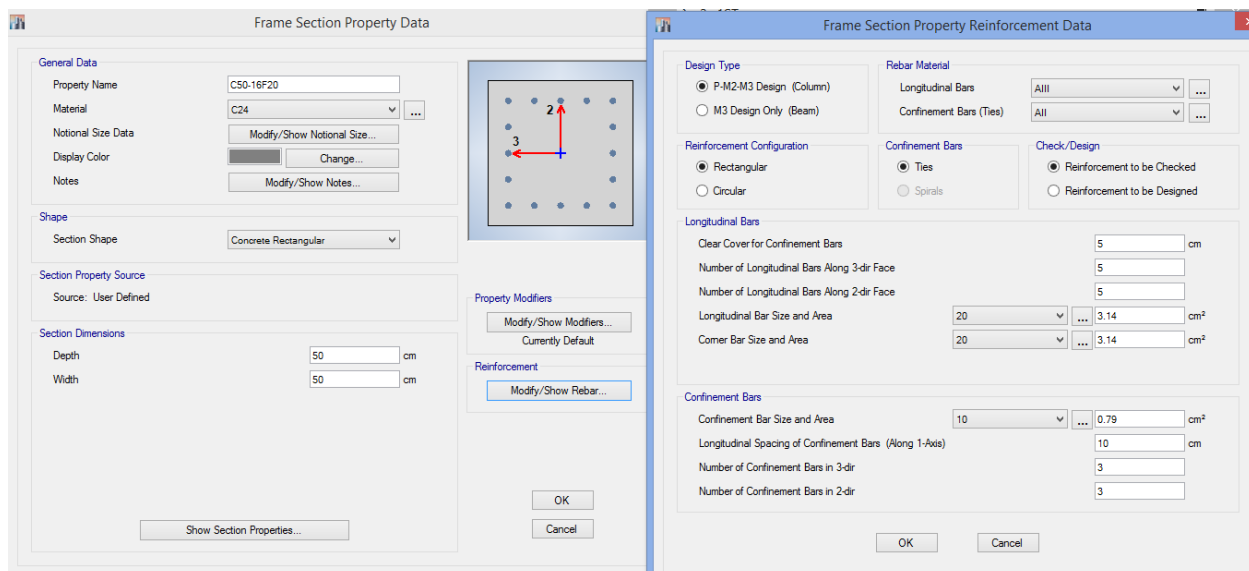 Frame Section Property Data
General Data
Property Name C50-16F20
Material C24 ...
Notional Size Data Modify/Show Notional Size...
Display Color Change...
Notes Modify/Show Notes...
Shape
Section Shape Concrete Rectangular
Section Property Source
Source: User Defined
Section Dimensions
Depth 50 cm
Width 50 cm
Show Section Properties...
2
3
Property Modifiers
Modify/Show Modifiers...
Currently Default
Reinforcement
Modify/Show Rebar...
OK
Cancel
Frame Section Property Reinforcement Data
Design Type
P-M2-M3 Design (Column)
M3 Design Only (Beam)
Rebar Material
Longitudinal Bars AIII ...
Confinement Bars (Ties) AII ...
Reinforcement Configuration
Rectangular
Circular
Confinement Bars
Ties
Spirals
Check/Design
Reinforcement to be Checked
Reinforcement to be Designed
Longitudinal Bars
Clear Cover for Confinement Bars 5 cm
Number of Longitudinal Bars Along 3-dir Face 5
Number of Longitudinal Bars Along 2-dir Face 5
Longitudinal Bar Size and Area 20 ... 3.14 cm²
Corner Bar Size and Area 20 ... 3.14 cm²
Confinement Bars
Confinement Bar Size and Area 10 ... 0.79 cm²
Longitudinal Spacing of Confinement Bars (Along 1-Axis) 10 cm
Number of Confinement Bars in 3-dir 3
Number of Confinement Bars in 2-dir 3
OK
Cancel